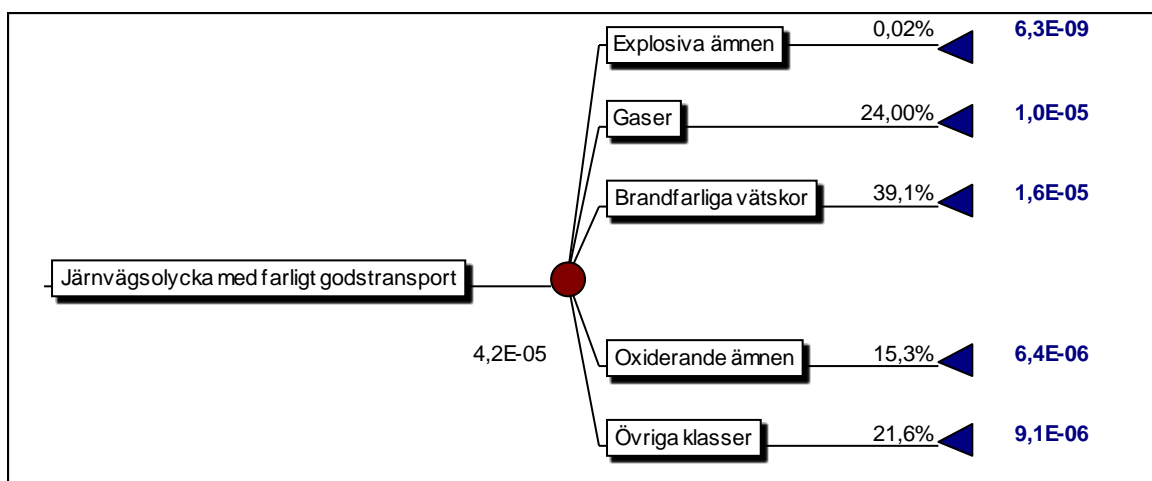 Explosiva ämnen 0,02% 6,3E-09
Gaser 24,00% 1,0E-05
Brandfarliga vätskor 39,1% 1,6E-05
Järnvägsolycka med farligt godstransport
4,2E-05
Oxiderande ämnen 15,3% 6,4E-06
Övriga klasser 21,6% 9,1E-06